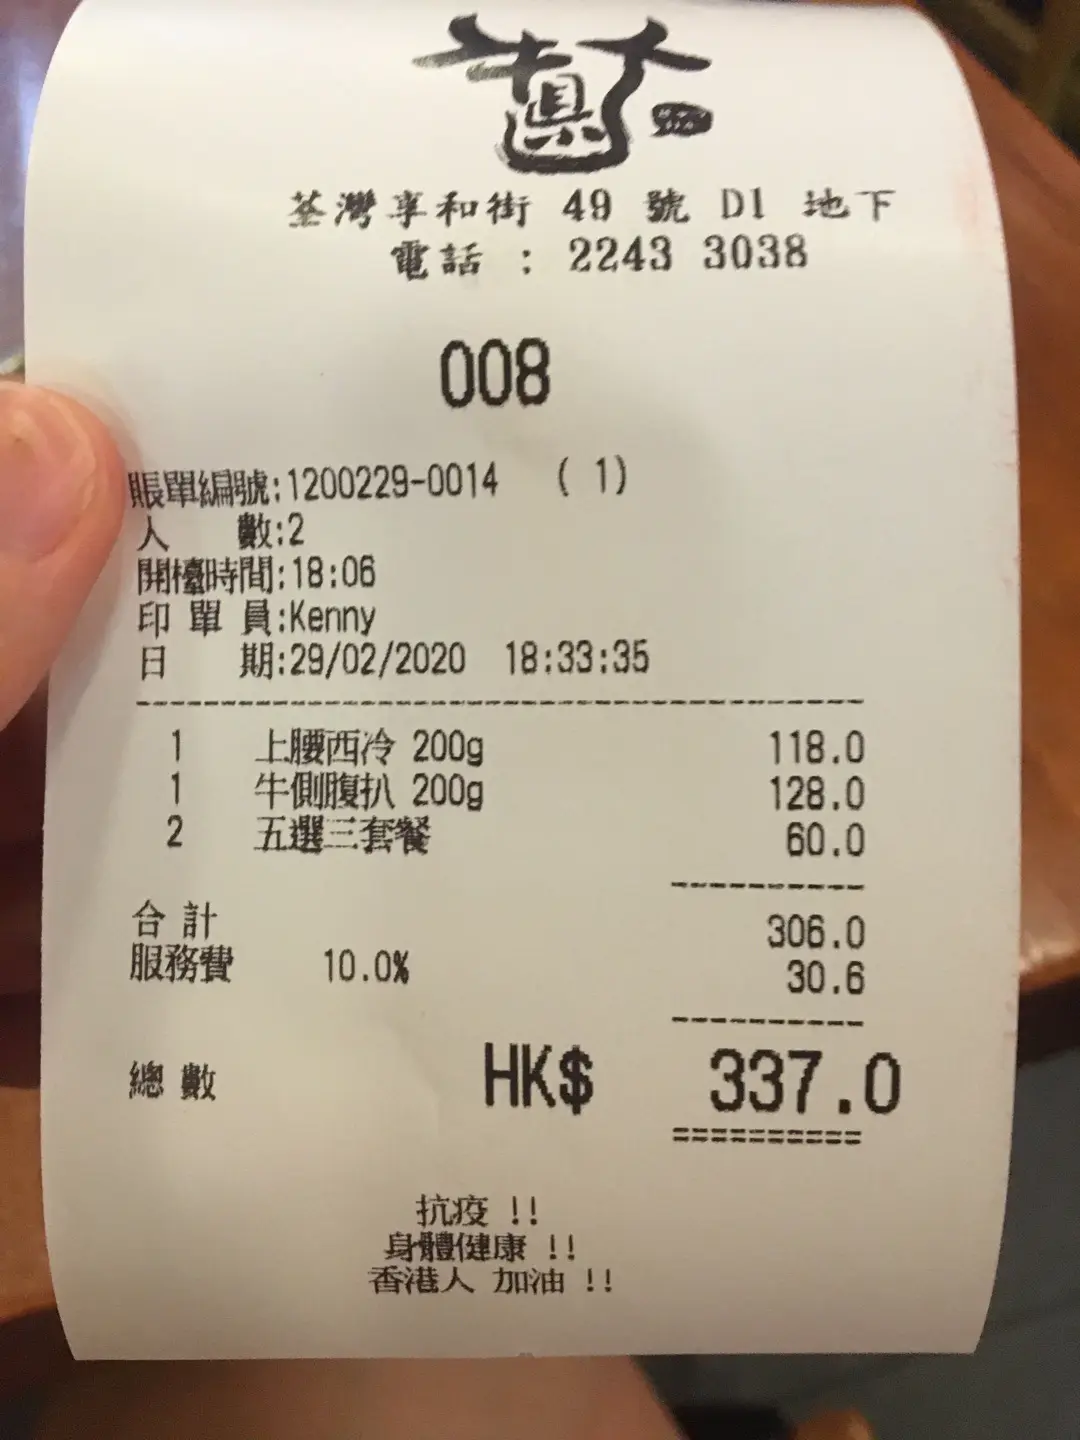 荃灣享和街 49 號 D1 地下
電話 : 2243 3038
008
賬單編號:1200229-0014 ( 1)
人 數:2
開檯時間:18:06
印 單 員:Kenny
日 期:29/02/2020 18:33:35
1 上腰西冷 200g 118.0
1 牛側腹扒 200g 128.0
2 五選三套餐 60.0
合 計 306.0
服務費 10.0% 30.6
總 數 HK$ 337.0
抗疫 !!
身體健康 !!
香港人 加油 !!